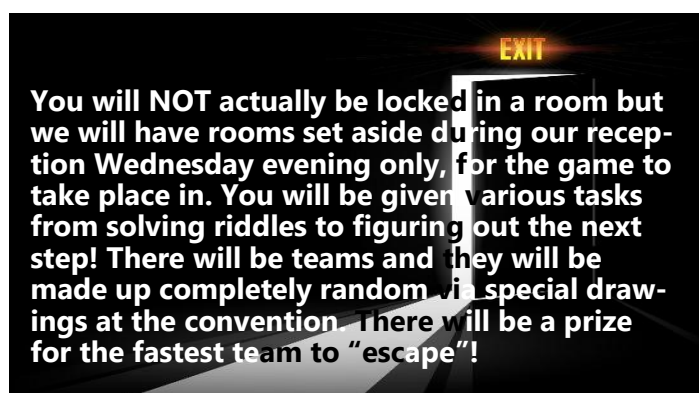 EXIT
You will NOT actually be locked in a room but
we will have rooms set aside during our recep-
tion Wednesday evening only, for the game to
take place in. You will be given various tasks
from solving riddles to figuring out the next
step! There will be teams and they will be
made up completely random via special draw-
ings at the convention. There will be a prize
for the fastest team to “escape”!